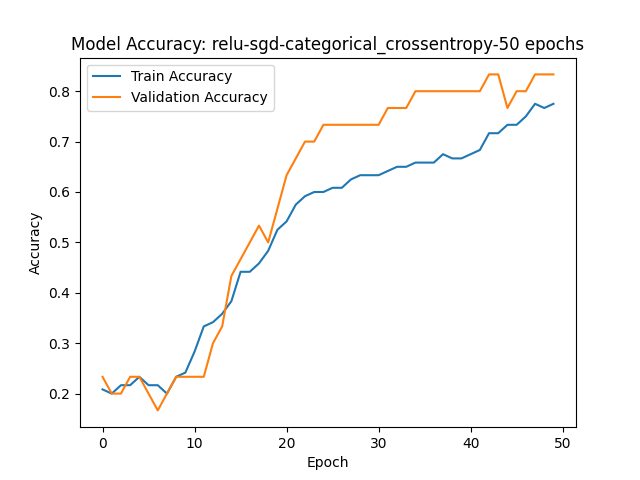 Model Accuracy: relu-sgd-categorical_crossentropy-50 epochs
Train Accuracy
Validation Accuracy
Accuracy
0.8
0.7
0.6
0.5
0.4
0.3
0.2
0 10 20 30 40 50
Epoch